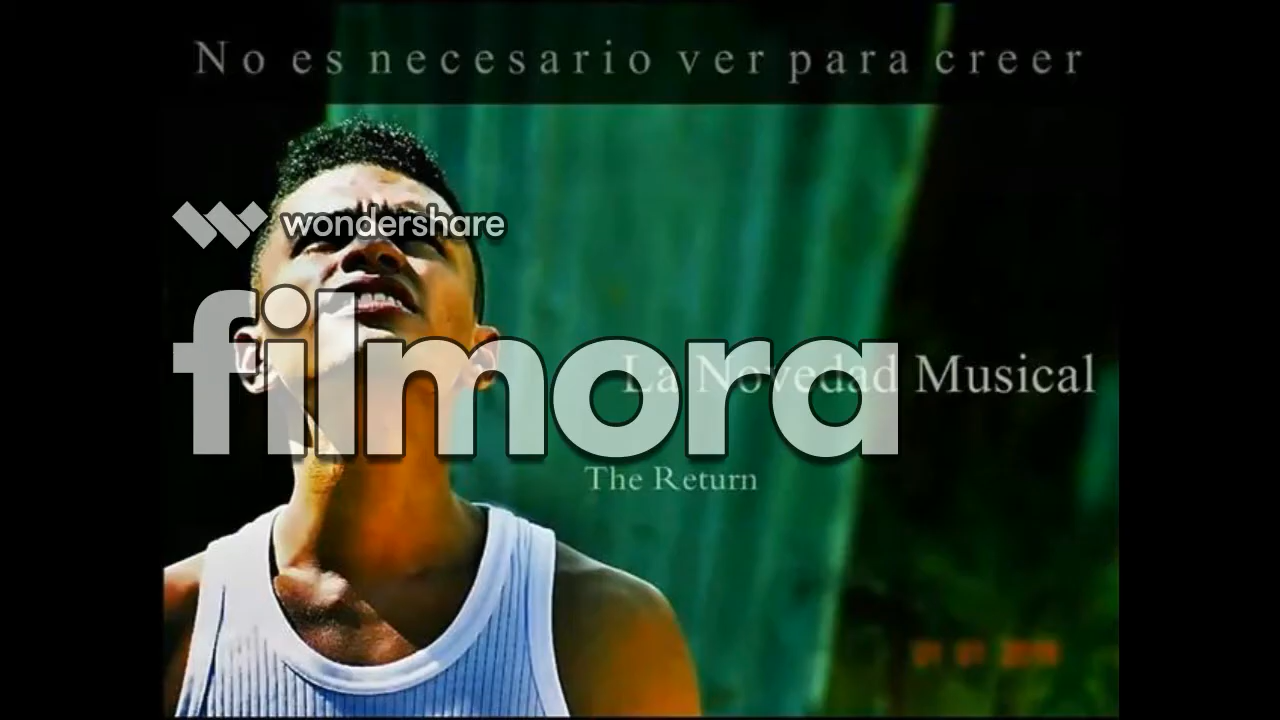 No es necesario ver para creer
wondershare
filmora
La Novedad Musical
The Return